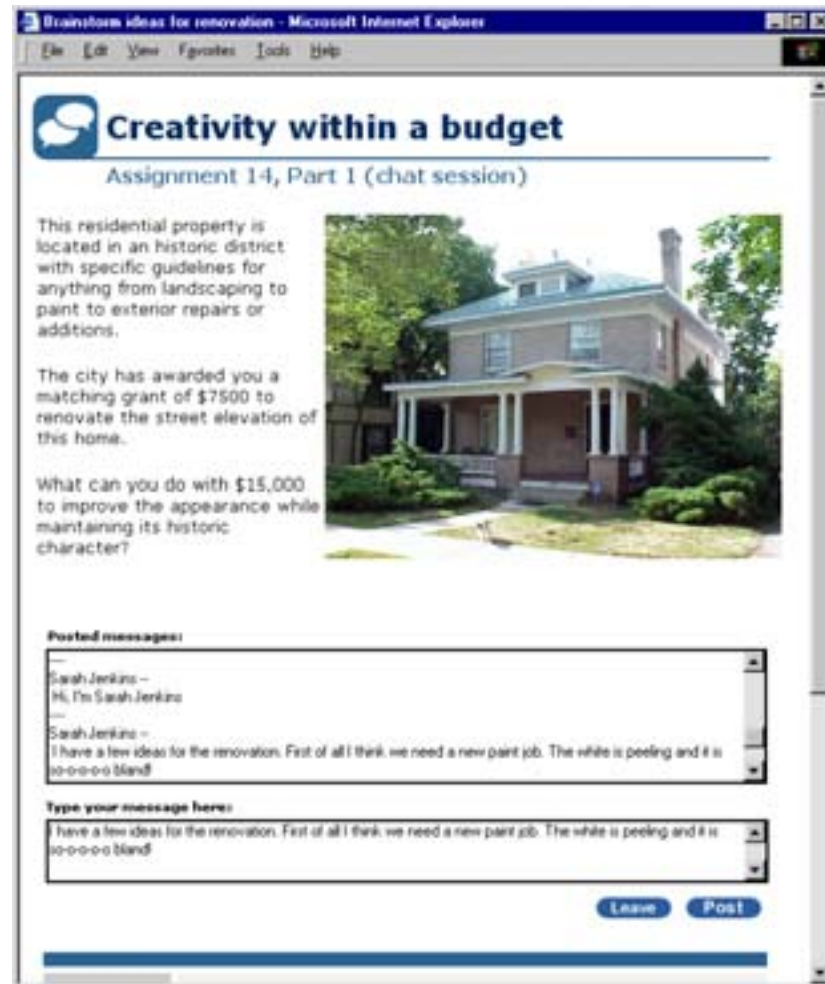 Brainstorm ideas for renovation - Microsoft Internet Explorer
File Edit View Favorites Tools Help
Creativity within a budget
Assignment 14, Part 1 (chat session)
This residential property is
located in an historic district
with specific guidelines for
anything from landscaping to
paint to exterior repairs or
additions.
The city has awarded you a
matching grant of $7500 to
renovate the street elevation of
this home.
What can you do with $15,000
to improve the appearance while
maintaining its historic
character?
Posted messages:
---
Sarah Jenkins --
Hi, I'm Sarah Jenkins
---
Sarah Jenkins --
I have a few ideas for the renovation. First of all I think we need a new paint job. The white is peeling and it is
so-o-o-o-o bland!
Type your message here:
I have a few ideas for the renovation. First of all I think we need a new paint job. The white is peeling and it is
so-o-o-o-o bland!
Leave Post